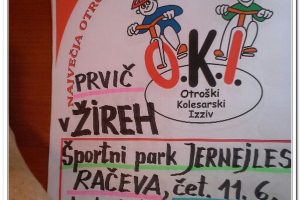 NAJVEČJA OTRO
O.K.I.
Otroški
Kolesarski
Izziv
PRVIČ
V ŽIREH
Športni park JERNEJLES
RAČEVA, čet. 11. 6.